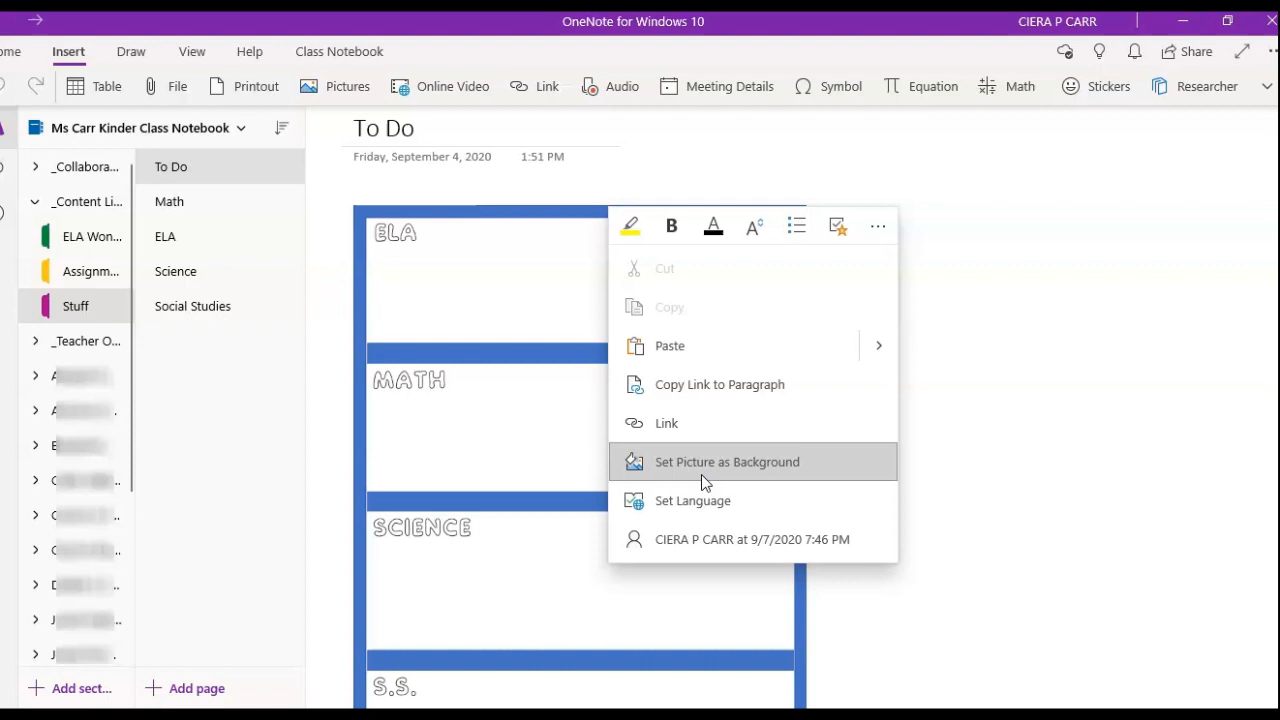 OneNote for Windows 10
CIERA P CARR
ome Insert Draw View Help Class Notebook
Share
Table File Printout Pictures Online Video Link Audio Meeting Details Symbol Equation Math Stickers Researcher
Ms Carr Kinder Class Notebook
_Collabora...
_Content Li...
ELA Won...
Assignm...
Stuff
_Teacher O...
A
A
E
J
J
Add sect...
To Do
Math
ELA
Science
Social Studies
Add page
To Do
Friday, September 4, 2020 1:51 PM
ELA
MATH
SCIENCE
S.S.
B A A
Cut
Copy
Paste
Copy Link to Paragraph
Link
Set Picture as Background
Set Language
CIERA P CARR at 9/7/2020 7:46 PM